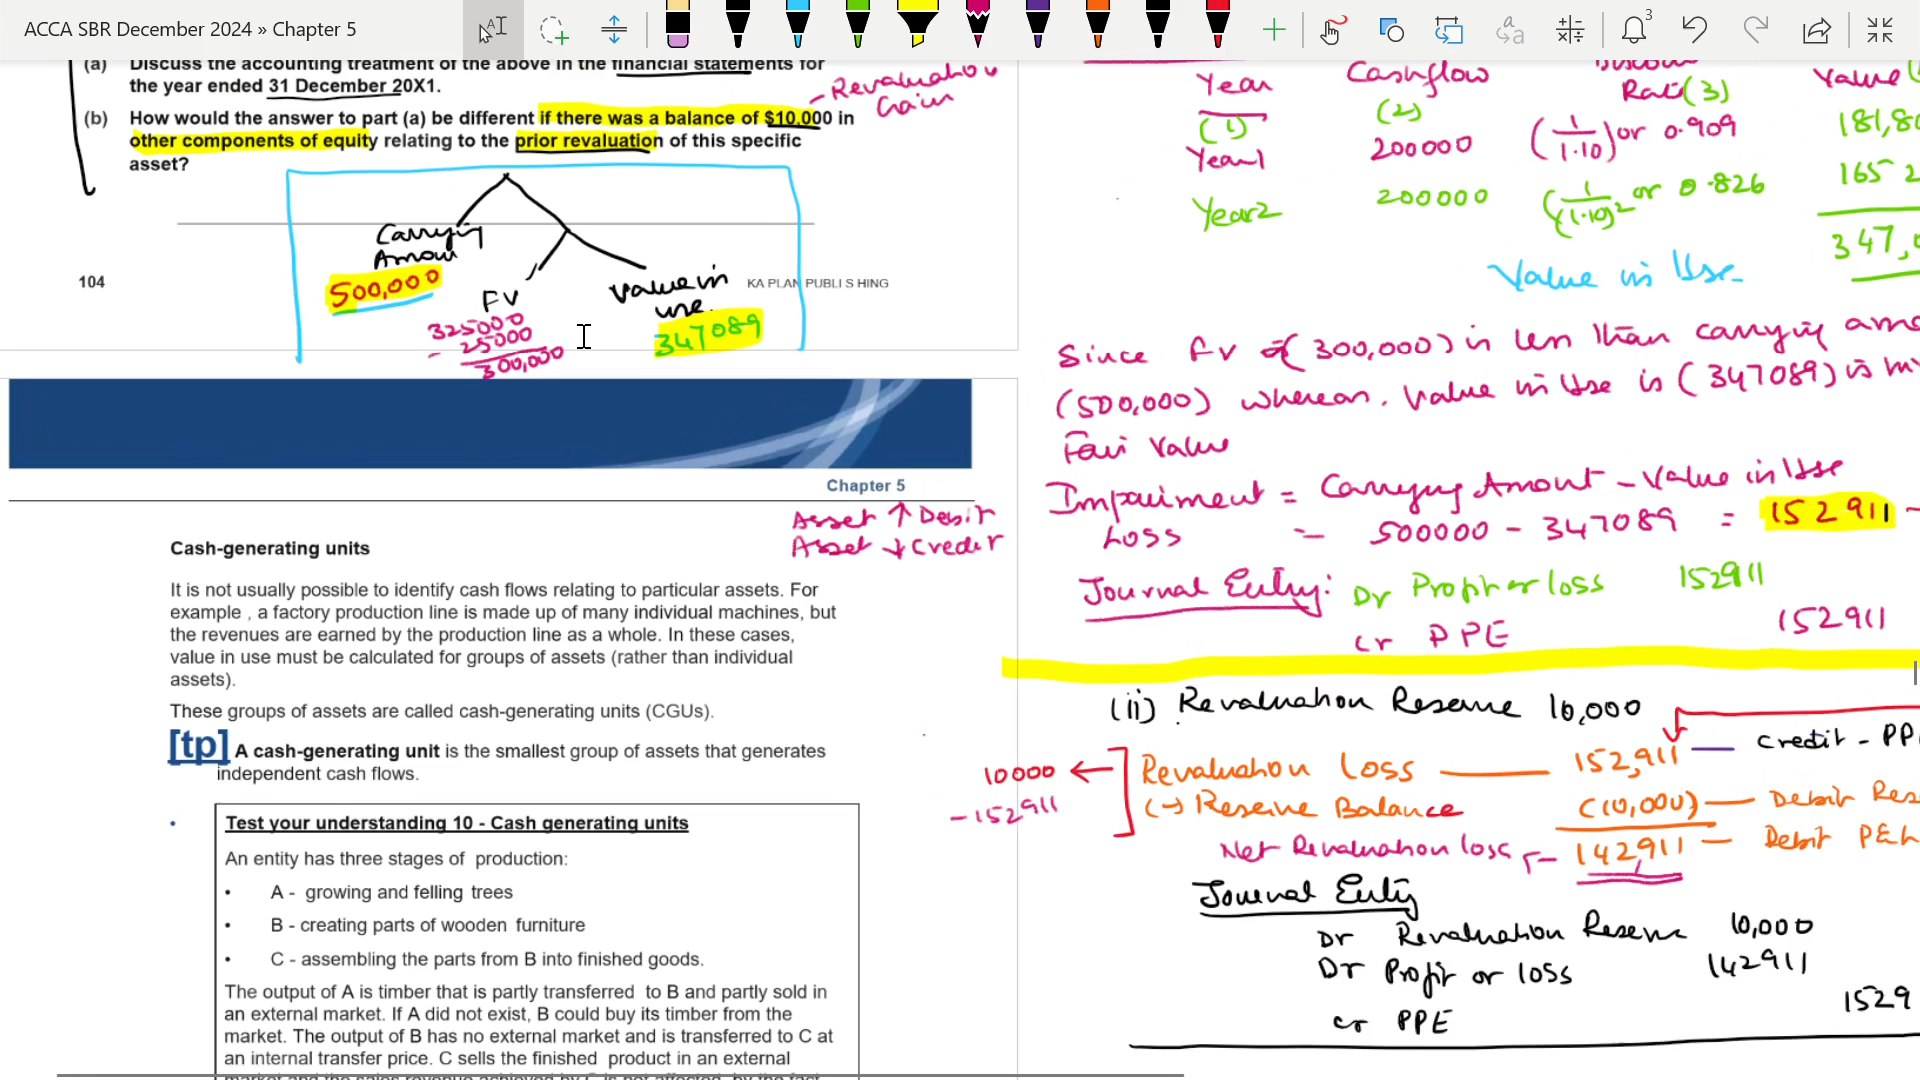 ACCA SBR December 2024 » Chapter 5
3
(a) Discuss the accounting treatment of the above in the financial statements for
the year ended 31 December 20X1.
(b) How would the answer to part (a) be different if there was a balance of $10,000 in
other components of equity relating to the prior revaluation of this specific
asset?
- Revaluation
Gain
Carrying
Amoun
500,000
FV
325000
- 25000
300,000
Value in
use
347089
104
KA PLAN PUBLI S HING
Chapter 5
Asset ↑ Debit
Asset ↓ Credit
Cash-generating units
It is not usually possible to identify cash flows relating to particular assets. For
example , a factory production line is made up of many individual machines, but
the revenues are earned by the production line as a whole. In these cases,
value in use must be calculated for groups of assets (rather than individual
assets).
These groups of assets are called cash-generating units (CGUs).
[tp] A cash-generating unit is the smallest group of assets that generates
independent cash flows.
• Test your understanding 10 - Cash generating units
An entity has three stages of production:
• A - growing and felling trees
• B - creating parts of wooden furniture
• C - assembling the parts from B into finished goods.
The output of A is timber that is partly transferred to B and partly sold in
an external market. If A did not exist, B could buy its timber from the
market. The output of B has no external market and is transferred to C at
an internal transfer price. C sells the finished product in an external
Year Cashflow Value
(1) (2) Rate (3)
Year1 200000 (1/1.10) or 0.909 181,8
Year2 200000 (1/(1.10)2 or 0.826 165 2
347,
Value in Use
Since FV of (300,000) is less than carrying amo
(500,000) whereas. Value in Use is (347089) is
Fair Value
Impairment = Carrying Amount - Value in Use
Loss = 500000 - 347089 = 152911 -
Journal Entry: Dr Profit or loss 152911
cr PPE 152911
(ii) Revaluation Reserve 10,000
10000 ← Revaluation Loss — 152,911 — Credit - PP
- 152911 (-) Reserve Balance (10,000) — Debit Res
Net Revaluation loss 142911 — Debit P&L
Journal Entry
Dr Revaluation Reserve 10,000
Dr Profit or loss 142911
cr PPE 1529